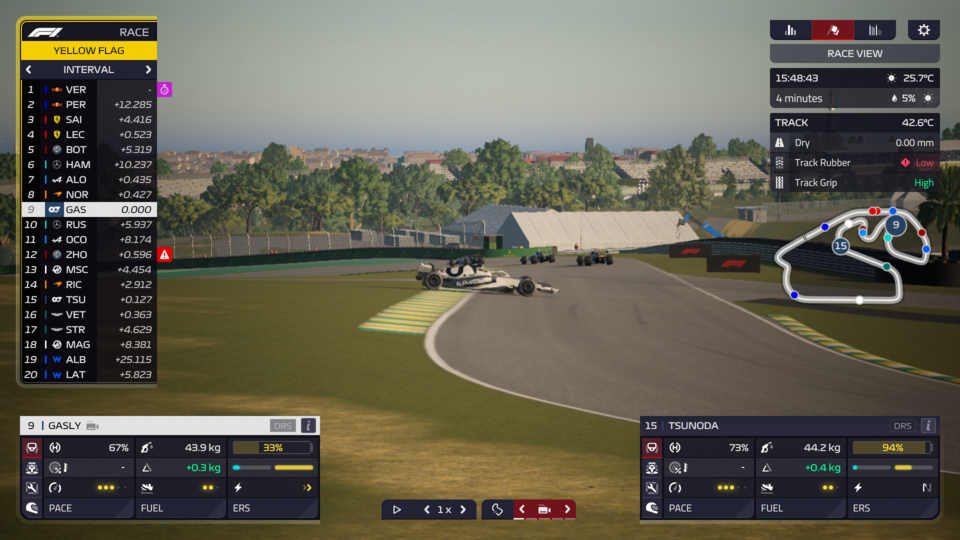 F1 RACE
YELLOW FLAG
INTERVAL
1 VER -
2 PER +12.285
3 SAI +4.416
4 LEC +0.523
5 BOT +5.319
6 HAM +10.237
7 ALO +0.435
8 NOR +0.427
9 GAS 0.000
10 RUS +5.937
11 OCO +8.174
12 ZHO +0.596
13 MSC +4.454
14 RIC +2.912
15 TSU +0.127
16 VET +0.363
17 STR +4.629
18 MAG +8.381
19 ALB +25.115
20 LAT +5.823
RACE VIEW
15:48:43 25.7°C
4 minutes 5%
TRACK 42.6°C
Dry 0.00 mm
Track Rubber Low
Track Grip High
9
15
9 GASLY DRS i
67% 43.9 kg 33%
- +0.3 kg
PACE FUEL ERS
1x
15 TSUNODA DRS i
73% 44.2 kg 94%
- +0.4 kg
N
PACE FUEL ERS